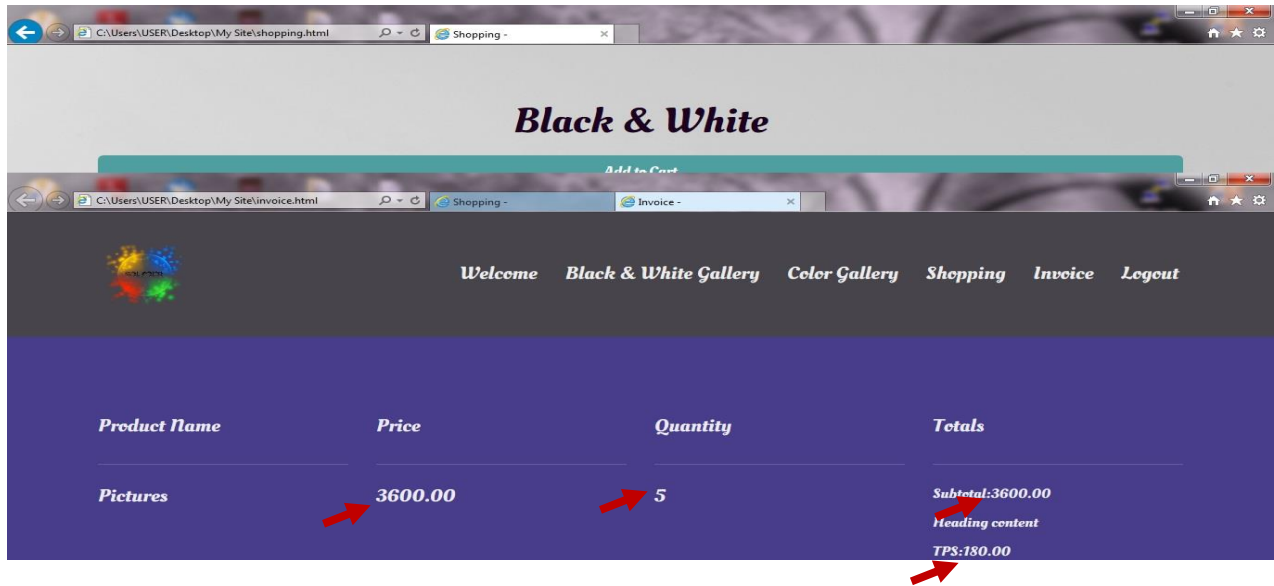 C:\Users\USER\Desktop\My Site\shopping.html
Shopping -
Black & White
Add to Cart
C:\Users\USER\Desktop\My Site\invoice.html
Shopping -
Invoice -
Welcome Black & White Gallery Color Gallery Shopping Invoice Logout
Product Name Price Quantity Totals
Pictures 3600.00 5 Subtotal:3600.00
Heading content
TPS:180.00